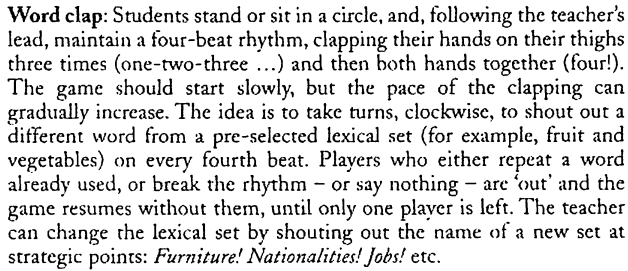 Word clap: Students stand or sit in a circle, and, following the teacher's
lead, maintain a four-beat rhythm, clapping their hands on their thighs
three times (one-two-three ...) and then both hands together (four!).
The game should start slowly, but the pace of the clapping can
gradually increase. The idea is to take turns, clockwise, to shout out a
different word from a pre-selected lexical set (for example, fruit and
vegetables) on every fourth beat. Players who either repeat a word
already used, or break the rhythm – or say nothing – are 'out' and the
game resumes without them, until only one player is left. The teacher
can change the lexical set by shouting out the name of a new set at
strategic points: Furniture! Nationalities! Jobs! etc.